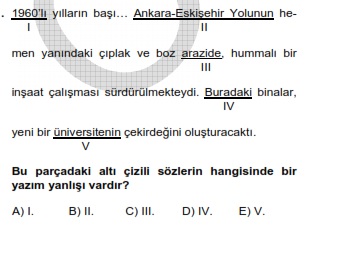 . 1960'lı yılların başı… Ankara-Eskişehir Yolunun he-
I II
men yanındaki çıplak ve boz arazide, hummalı bir
III
inşaat çalışması sürdürülmekteydi. Buradaki binalar,
IV
yeni bir üniversitenin çekirdeğini oluşturacaktı.
V
Bu parçadaki altı çizili sözlerin hangisinde bir
yazım yanlışı vardır?
A) I. B) II. C) III. D) IV. E) V.